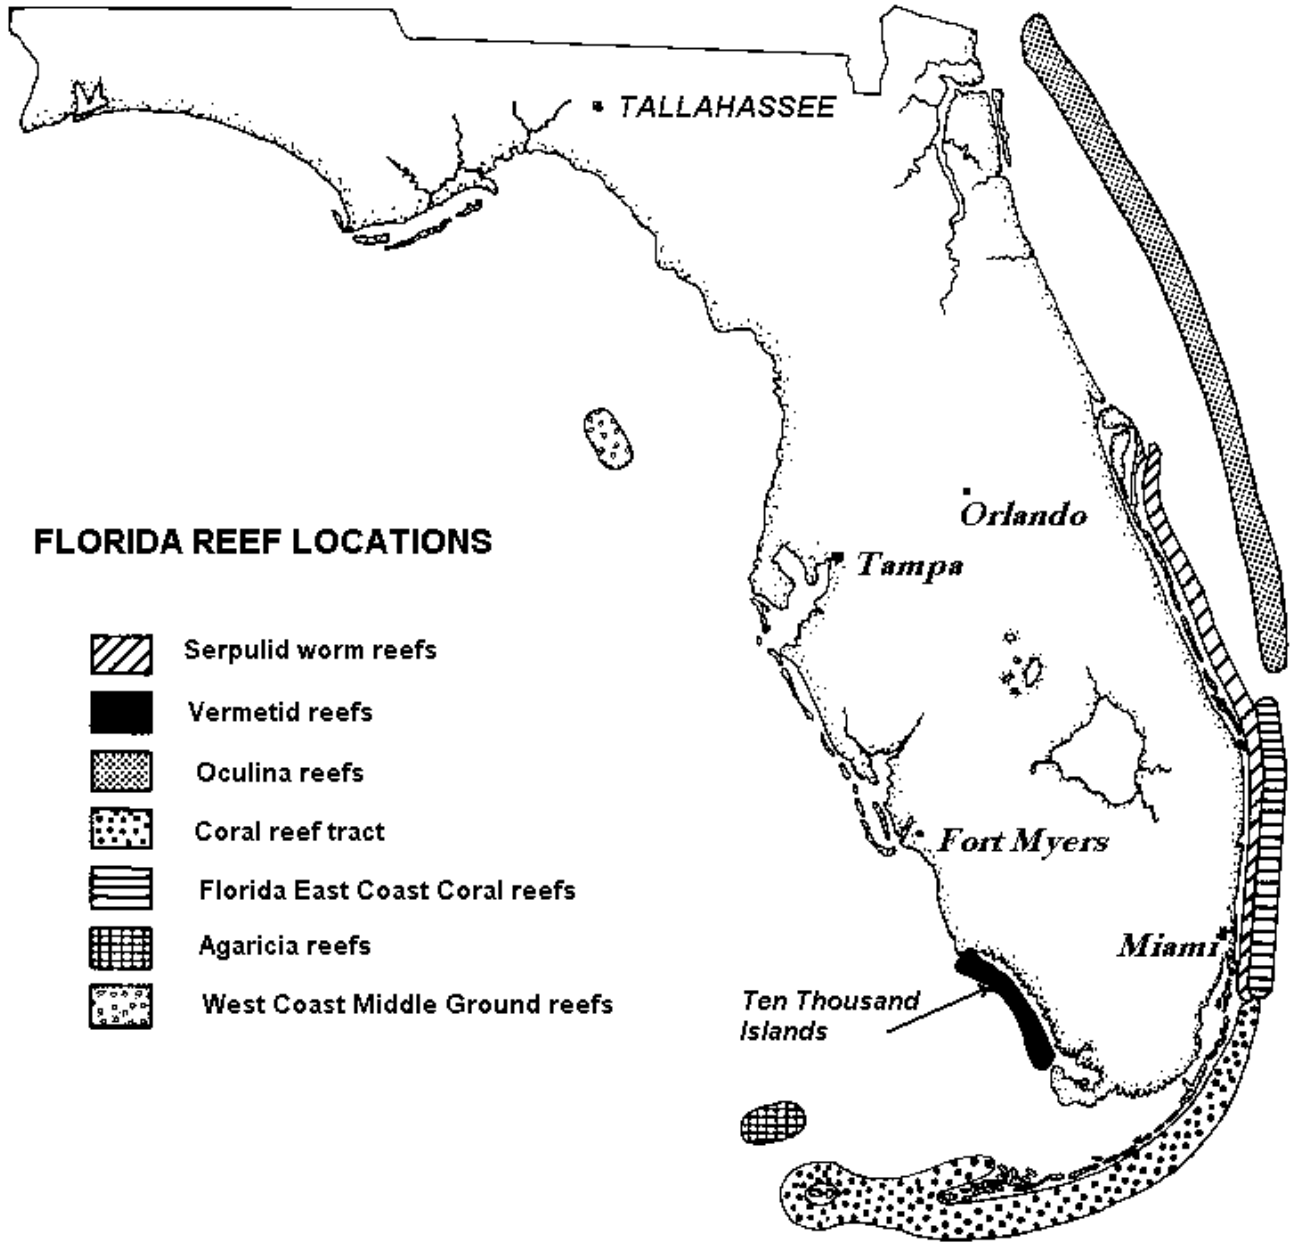 TALLAHASSEE
Orlando
FLORIDA REEF LOCATIONS
Tampa
Serpulid worm reefs
Vermetid reefs
Oculina reefs
Coral reef tract
Fort Myers
Florida East Coast Coral reefs
Agaricia reefs
Miami
West Coast Middle Ground reefs
Ten Thousand
Islands